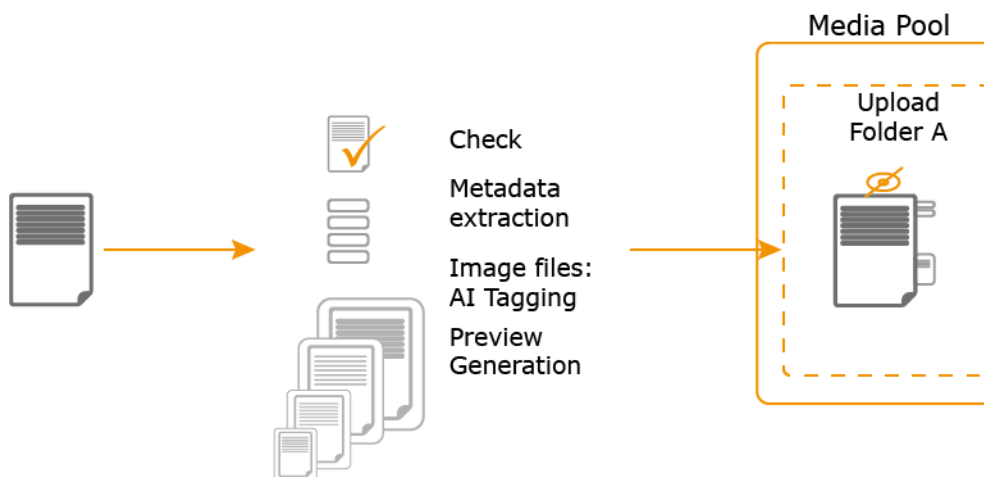 Media Pool
Upload
Folder A
Check
Metadata
extraction
Image files:
AI Tagging
Preview
Generation